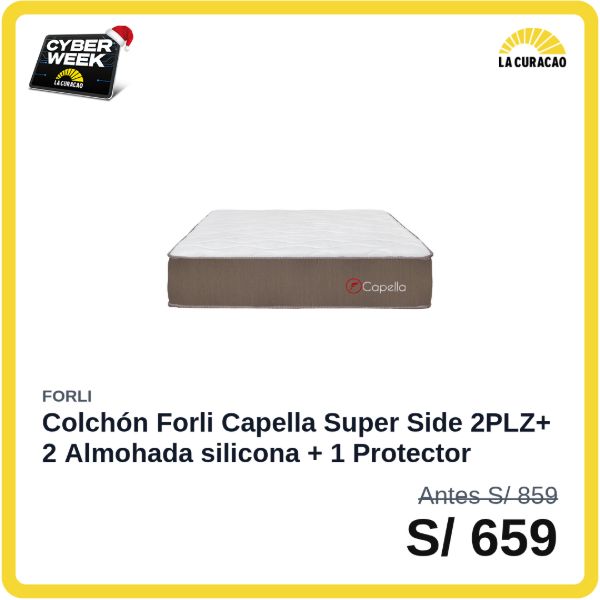 CYBER
WEEK
LA CURACAO
LA CURACAO
Capella
FORLI
Colchón Forli Capella Super Side 2PLZ+
2 Almohada silicona + 1 Protector
Antes S/ 859
S/ 659